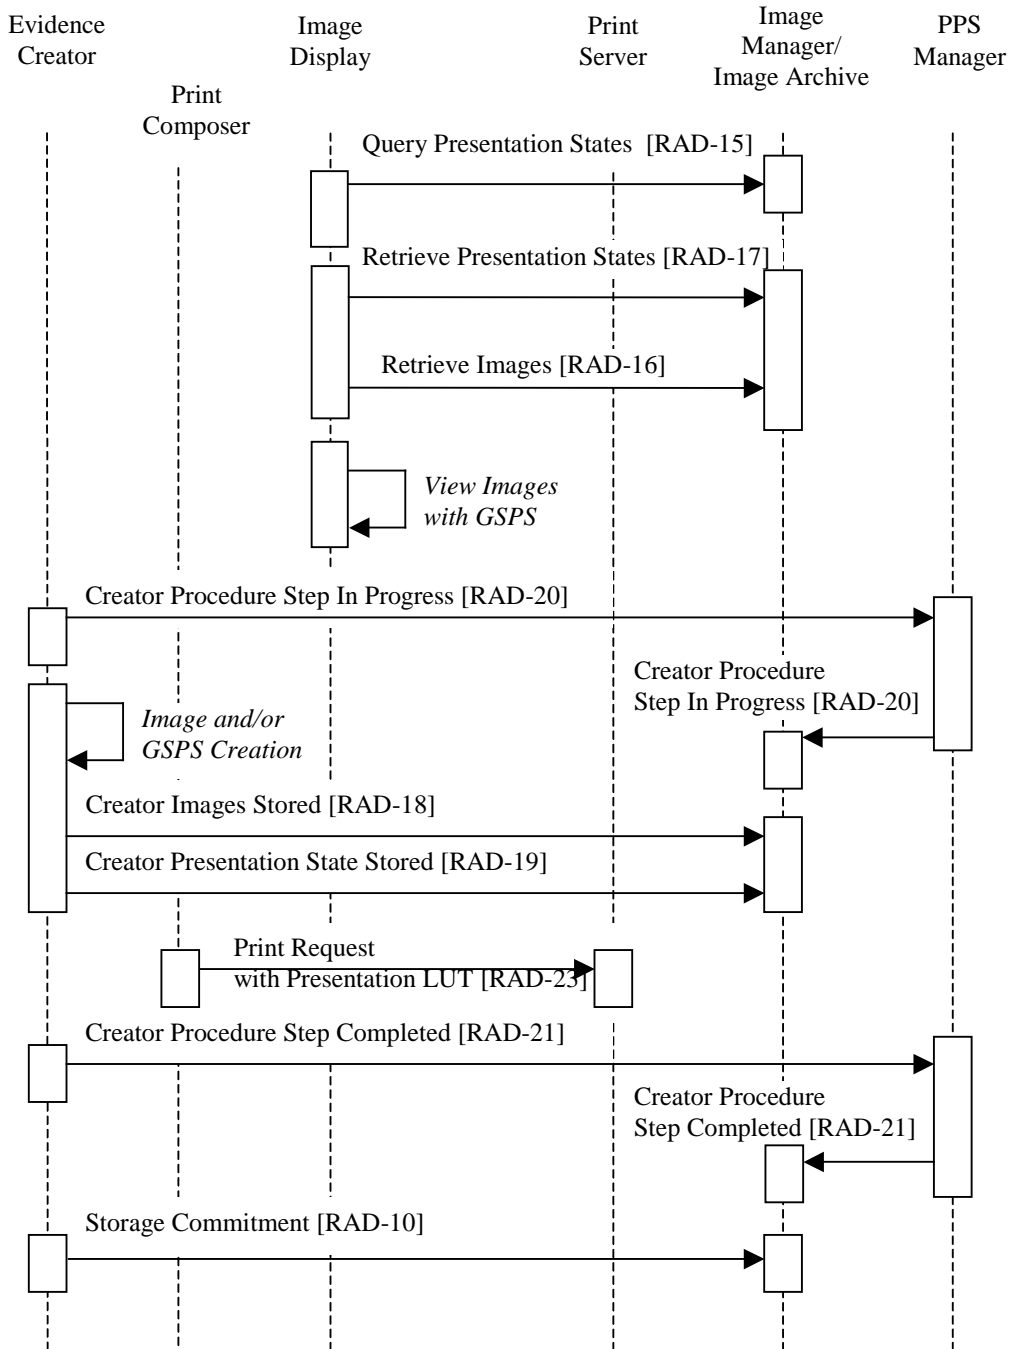 Evidence
Creator
Image
Display
Print
Server
Image
Manager/
Image Archive
PPS
Manager
Print
Composer
Query Presentation States [RAD-15]
Retrieve Presentation States [RAD-17]
Retrieve Images [RAD-16]
View Images
with GSPS
Creator Procedure Step In Progress [RAD-20]
Creator Procedure
Step In Progress [RAD-20]
Image and/or
GSPS Creation
Creator Images Stored [RAD-18]
Creator Presentation State Stored [RAD-19]
Print Request
with Presentation LUT [RAD-23]
Creator Procedure Step Completed [RAD-21]
Creator Procedure
Step Completed [RAD-21]
Storage Commitment [RAD-10]